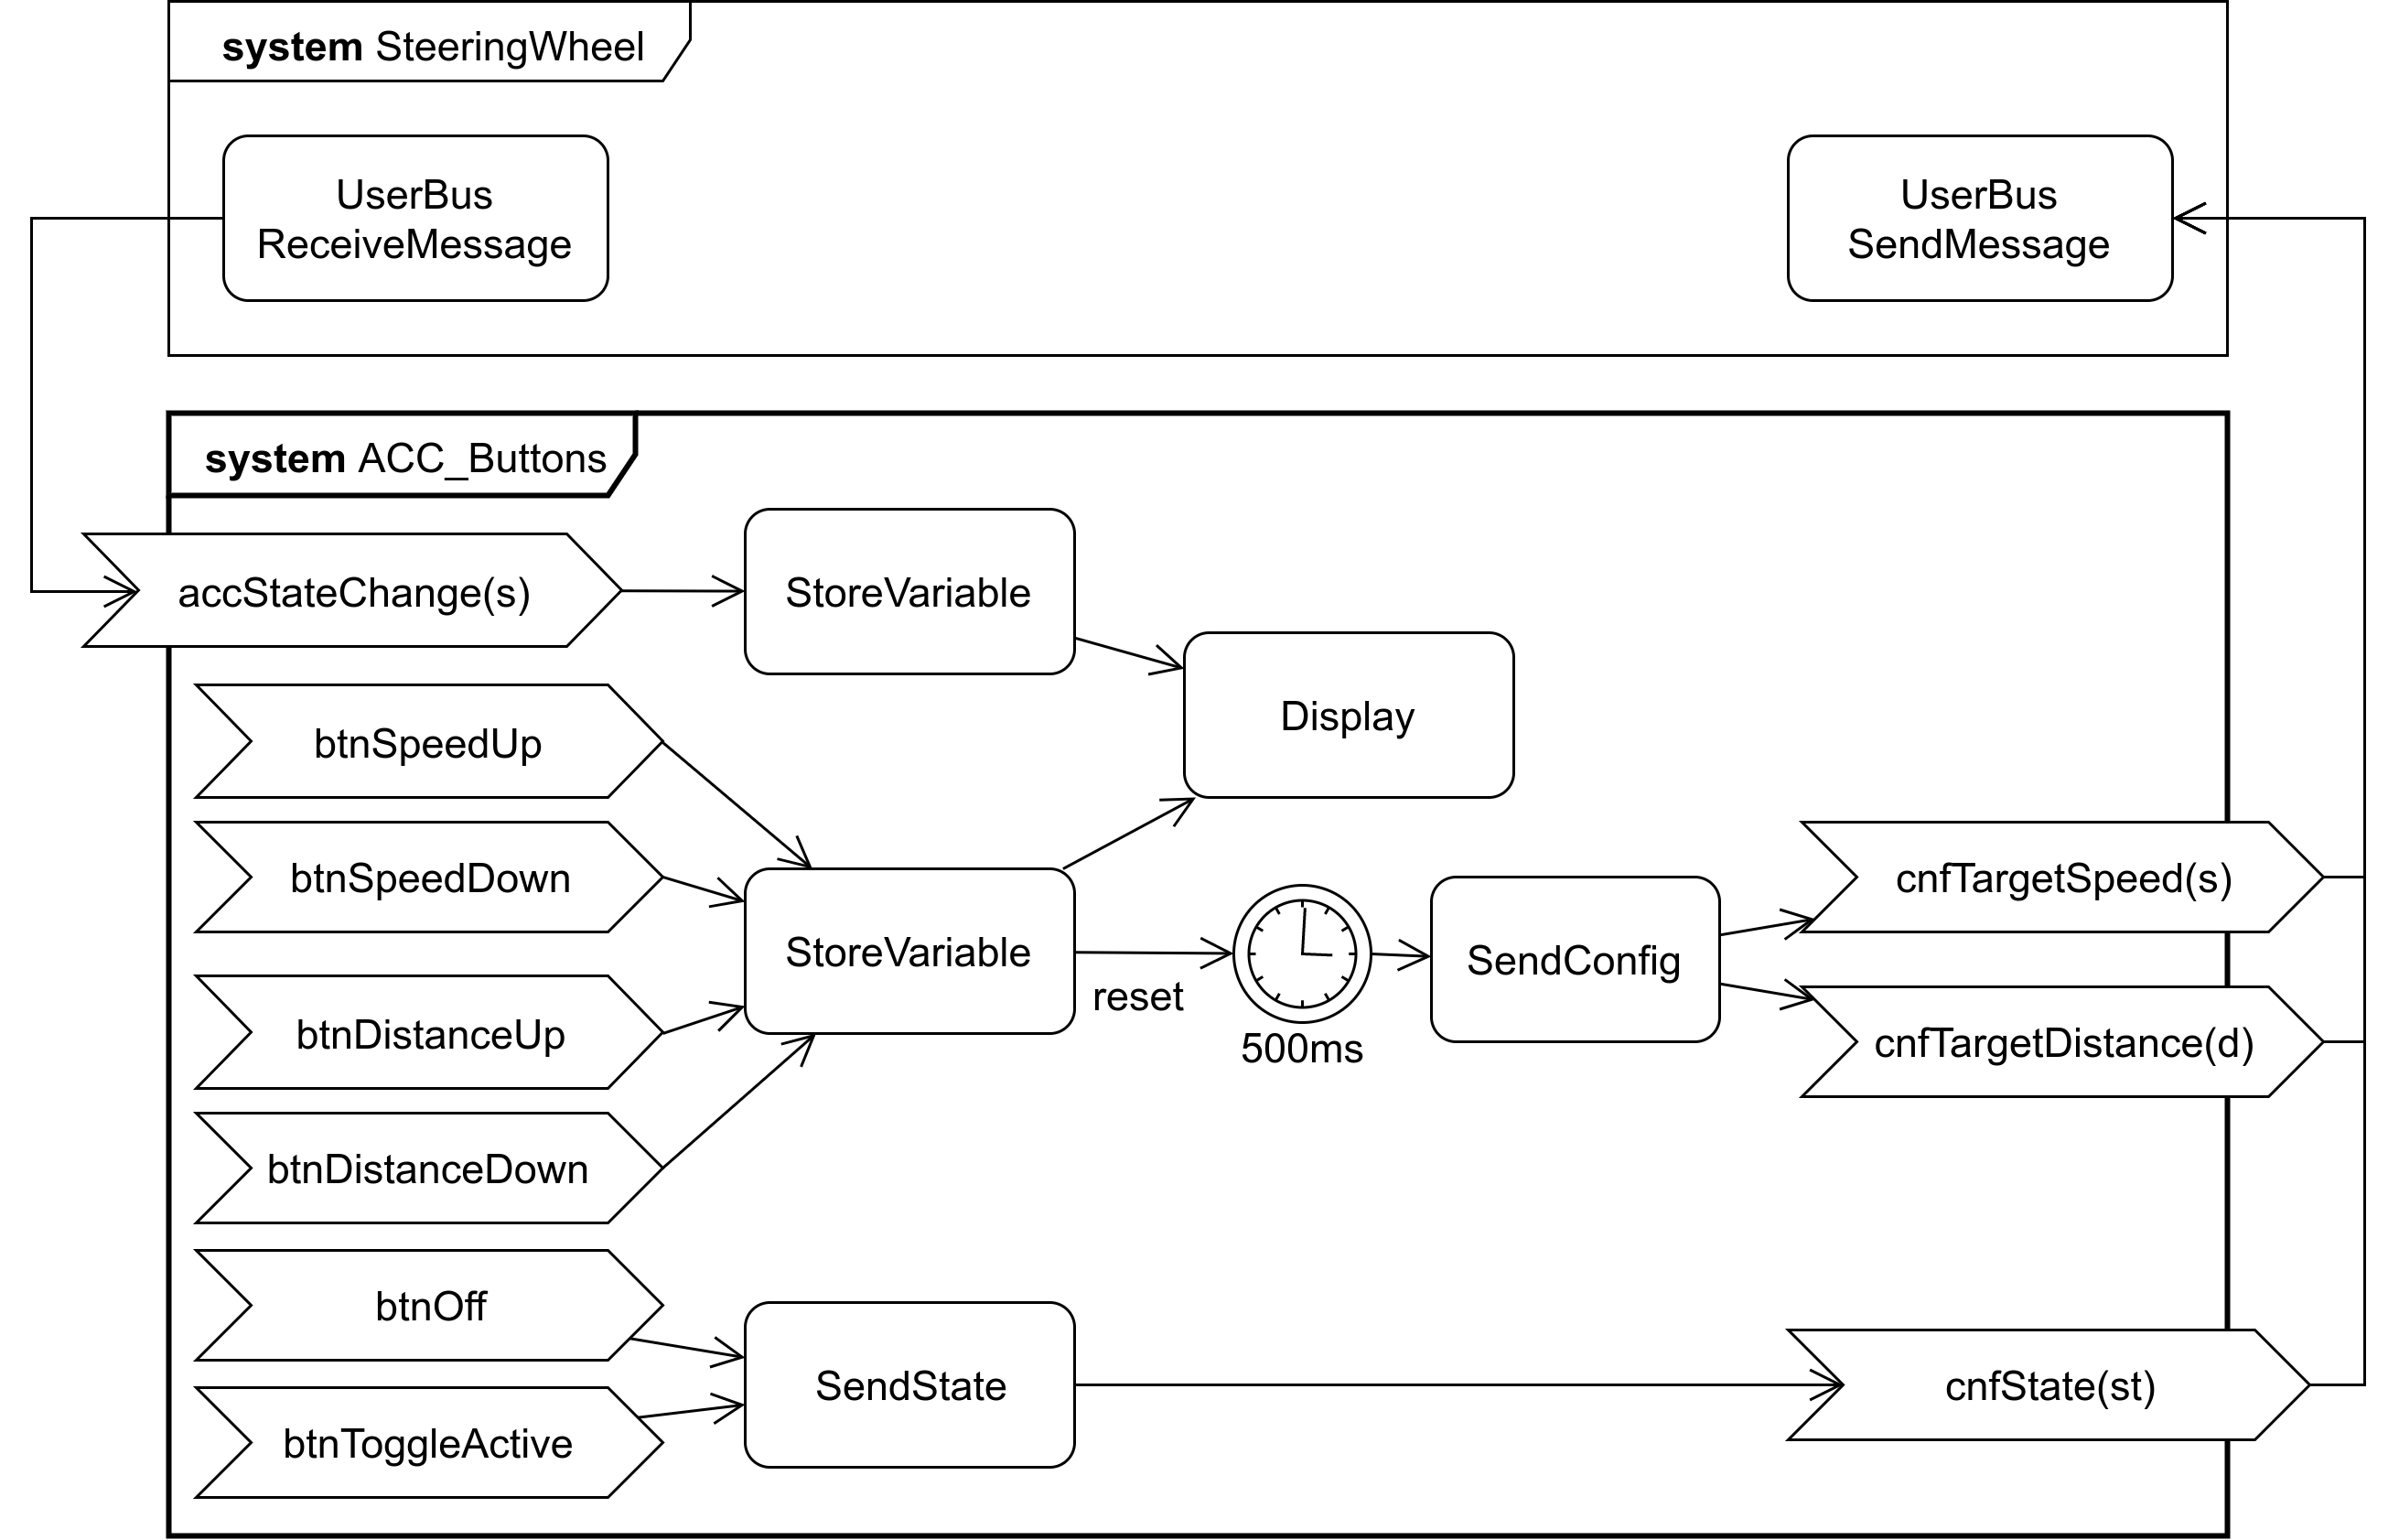 system SteeringWheel
UserBus
ReceiveMessage
UserBus
SendMessage
system ACC_Buttons
accStateChange(s)
StoreVariable
Display
btnSpeedUp
btnSpeedDown
btnDistanceUp
btnDistanceDown
StoreVariable
reset
500ms
SendConfig
cnfTargetSpeed(s)
cnfTargetDistance(d)
btnOff
btnToggleActive
SendState
cnfState(st)